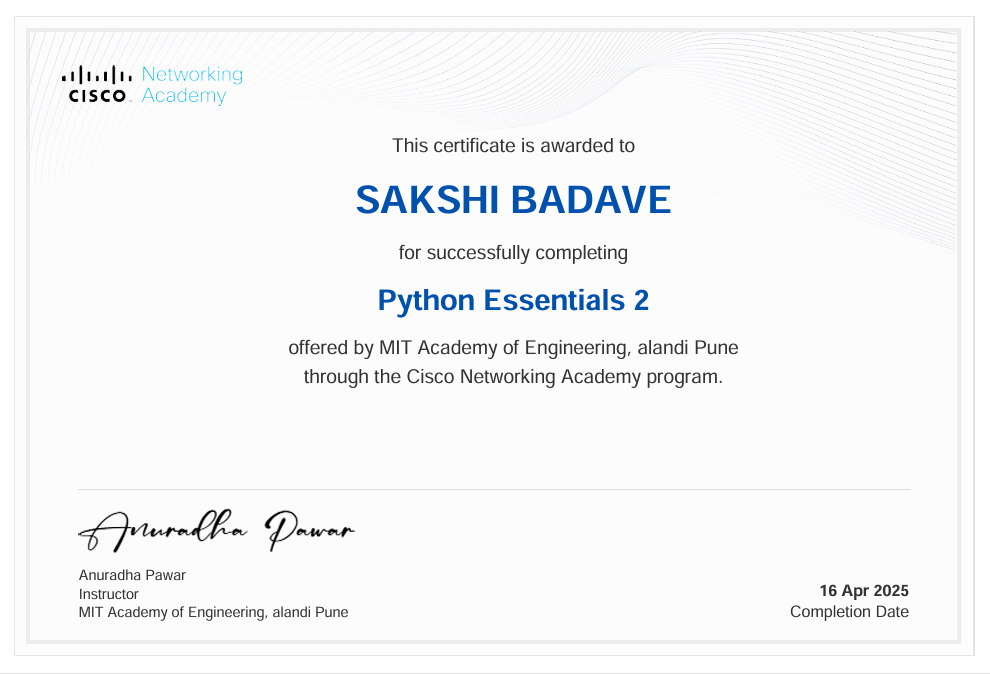 Networking
CISCO Academy
This certificate is awarded to
SAKSHI BADAVE
for successfully completing
Python Essentials 2
offered by MIT Academy of Engineering, alandi Pune
through the Cisco Networking Academy program.
Anuradha Pawar
Anuradha Pawar
Instructor
MIT Academy of Engineering, alandi Pune
16 Apr 2025
Completion Date